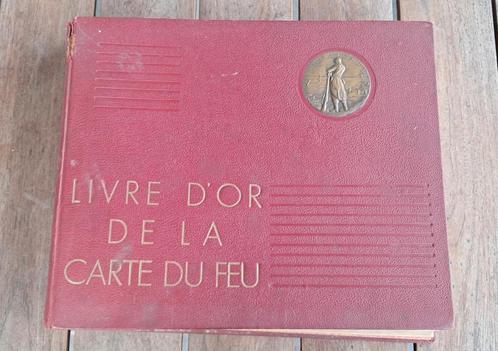 LIVRE D'OR
DE LA
CARTE DU FEU